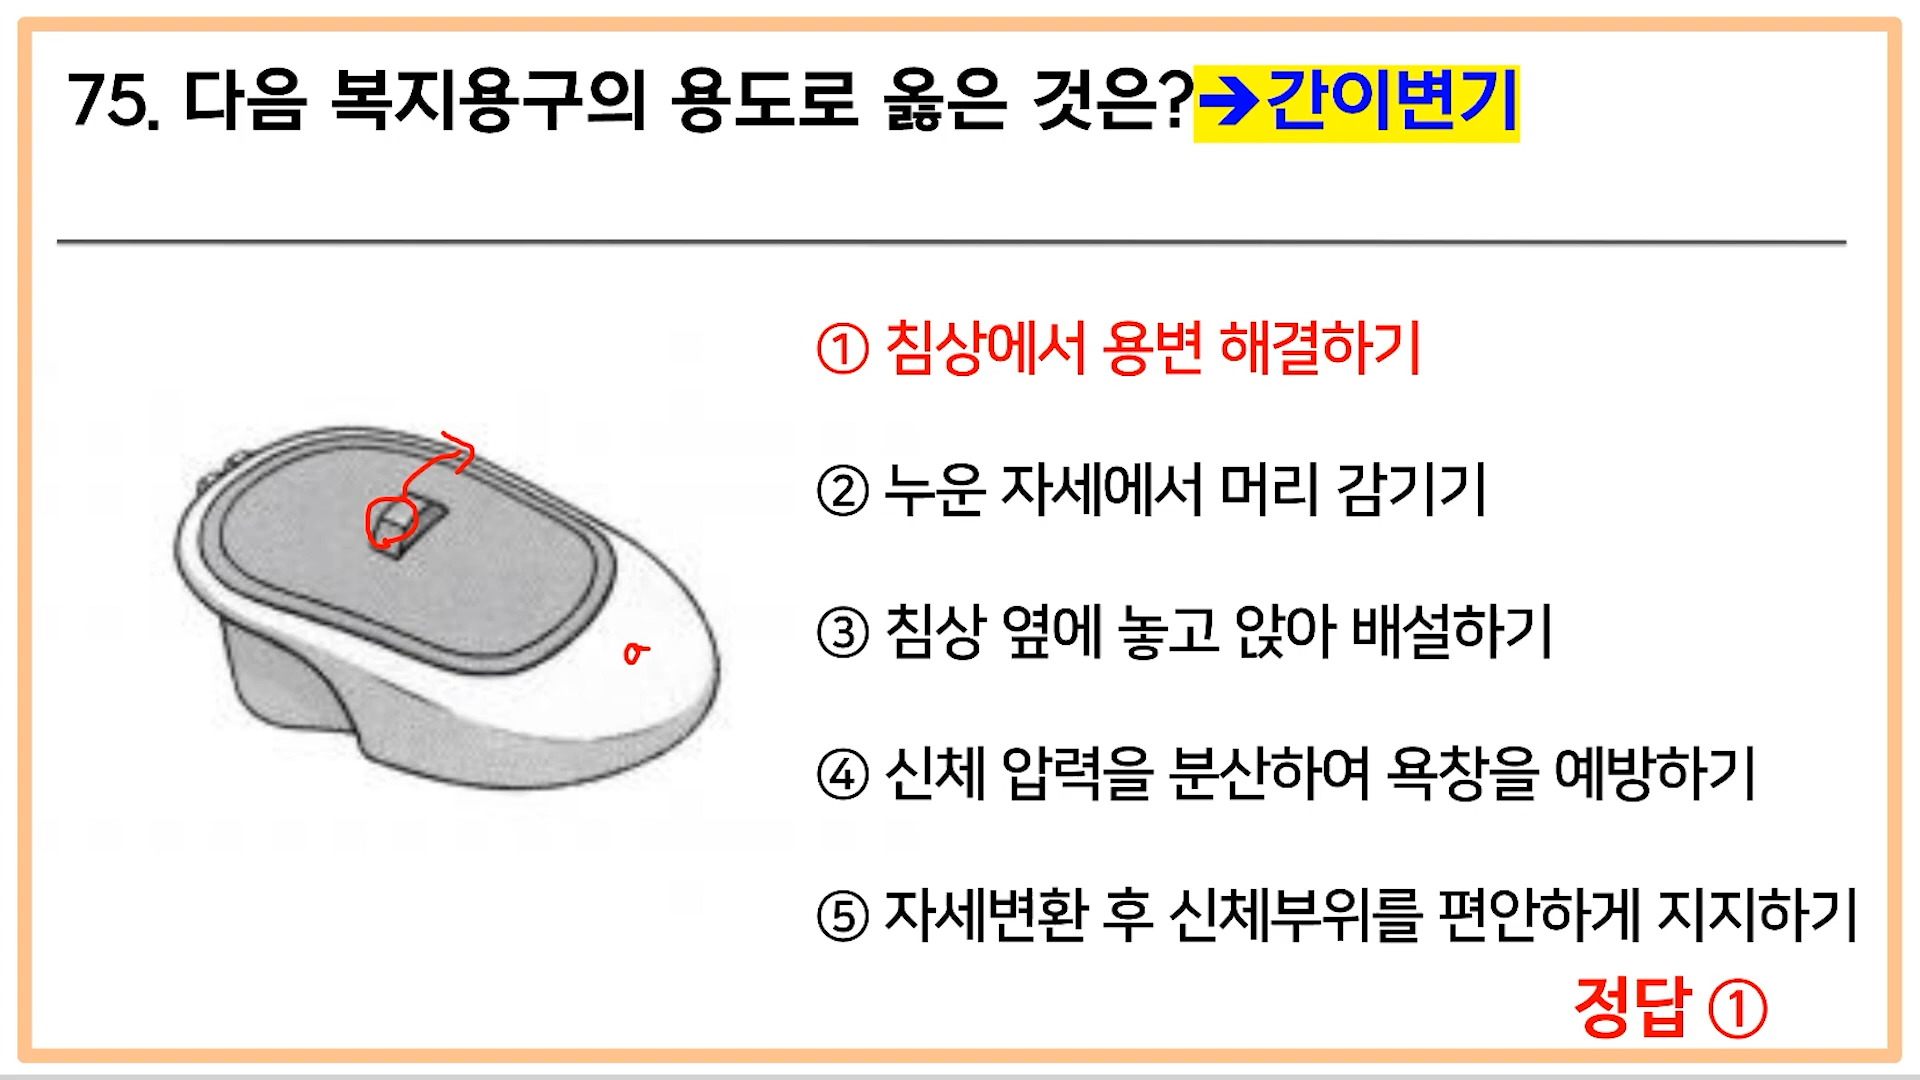 75. 다음 복지용구의 용도로 옳은 것은?➔간이변기
① 침상에서 용변 해결하기
② 누운 자세에서 머리 감기기
③ 침상 옆에 놓고 앉아 배설하기
④ 신체 압력을 분산하여 욕창을 예방하기
⑤ 자세변환 후 신체부위를 편안하게 지지하기
정답 ①